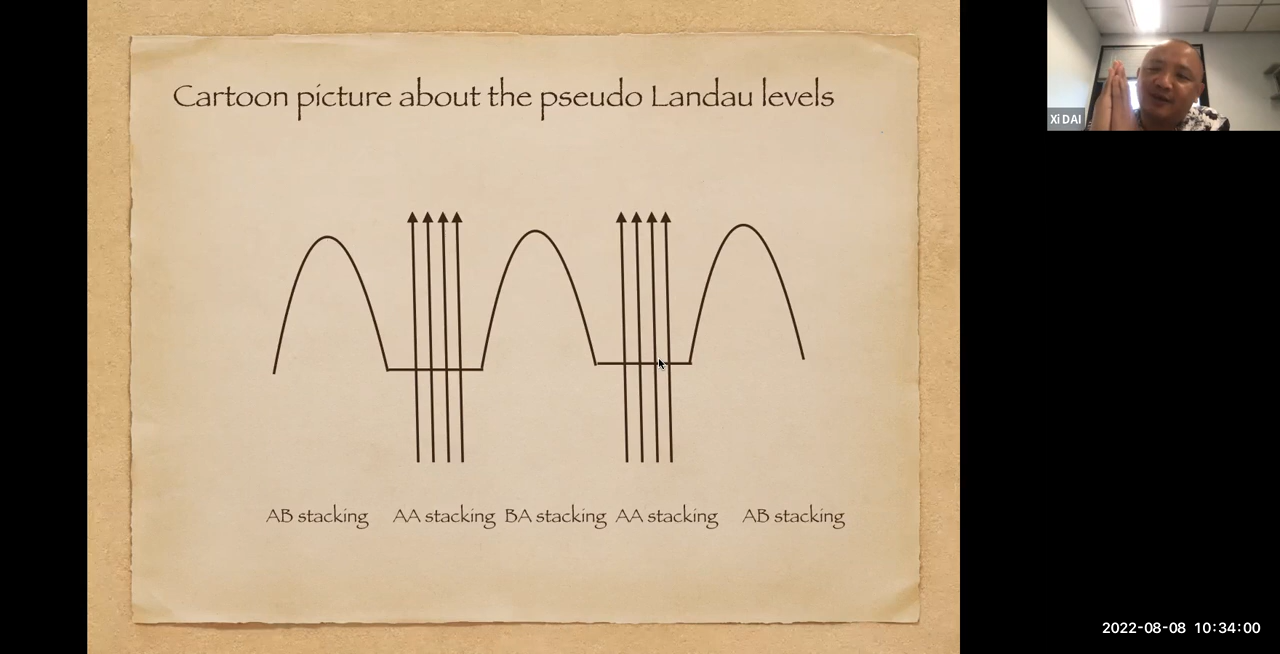 Cartoon picture about the pseudo Landau levels
Xi DAI
AB stacking AA stacking BA stacking AA stacking AB stacking
2022-08-08 10:34:00